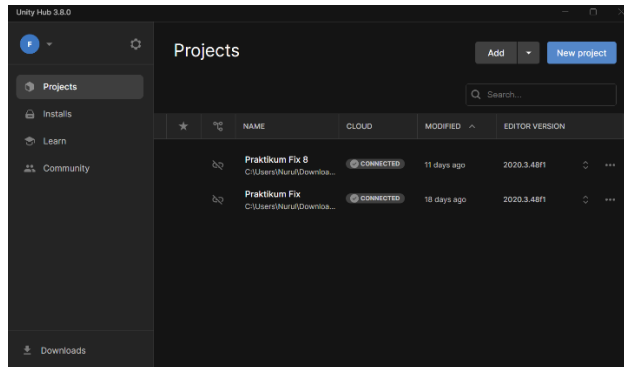 Unity Hub 3.8.0
F
Projects
Installs
Learn
Community
Downloads
Projects
Add
New project
Search...
NAME CLOUD MODIFIED EDITOR VERSION
Praktikum Fix 8 CONNECTED 11 days ago 2020.3.48f1
C:\Users\Nurul\Downloa...
Praktikum Fix CONNECTED 18 days ago 2020.3.48f1
C:\Users\Nurul\Downloa...